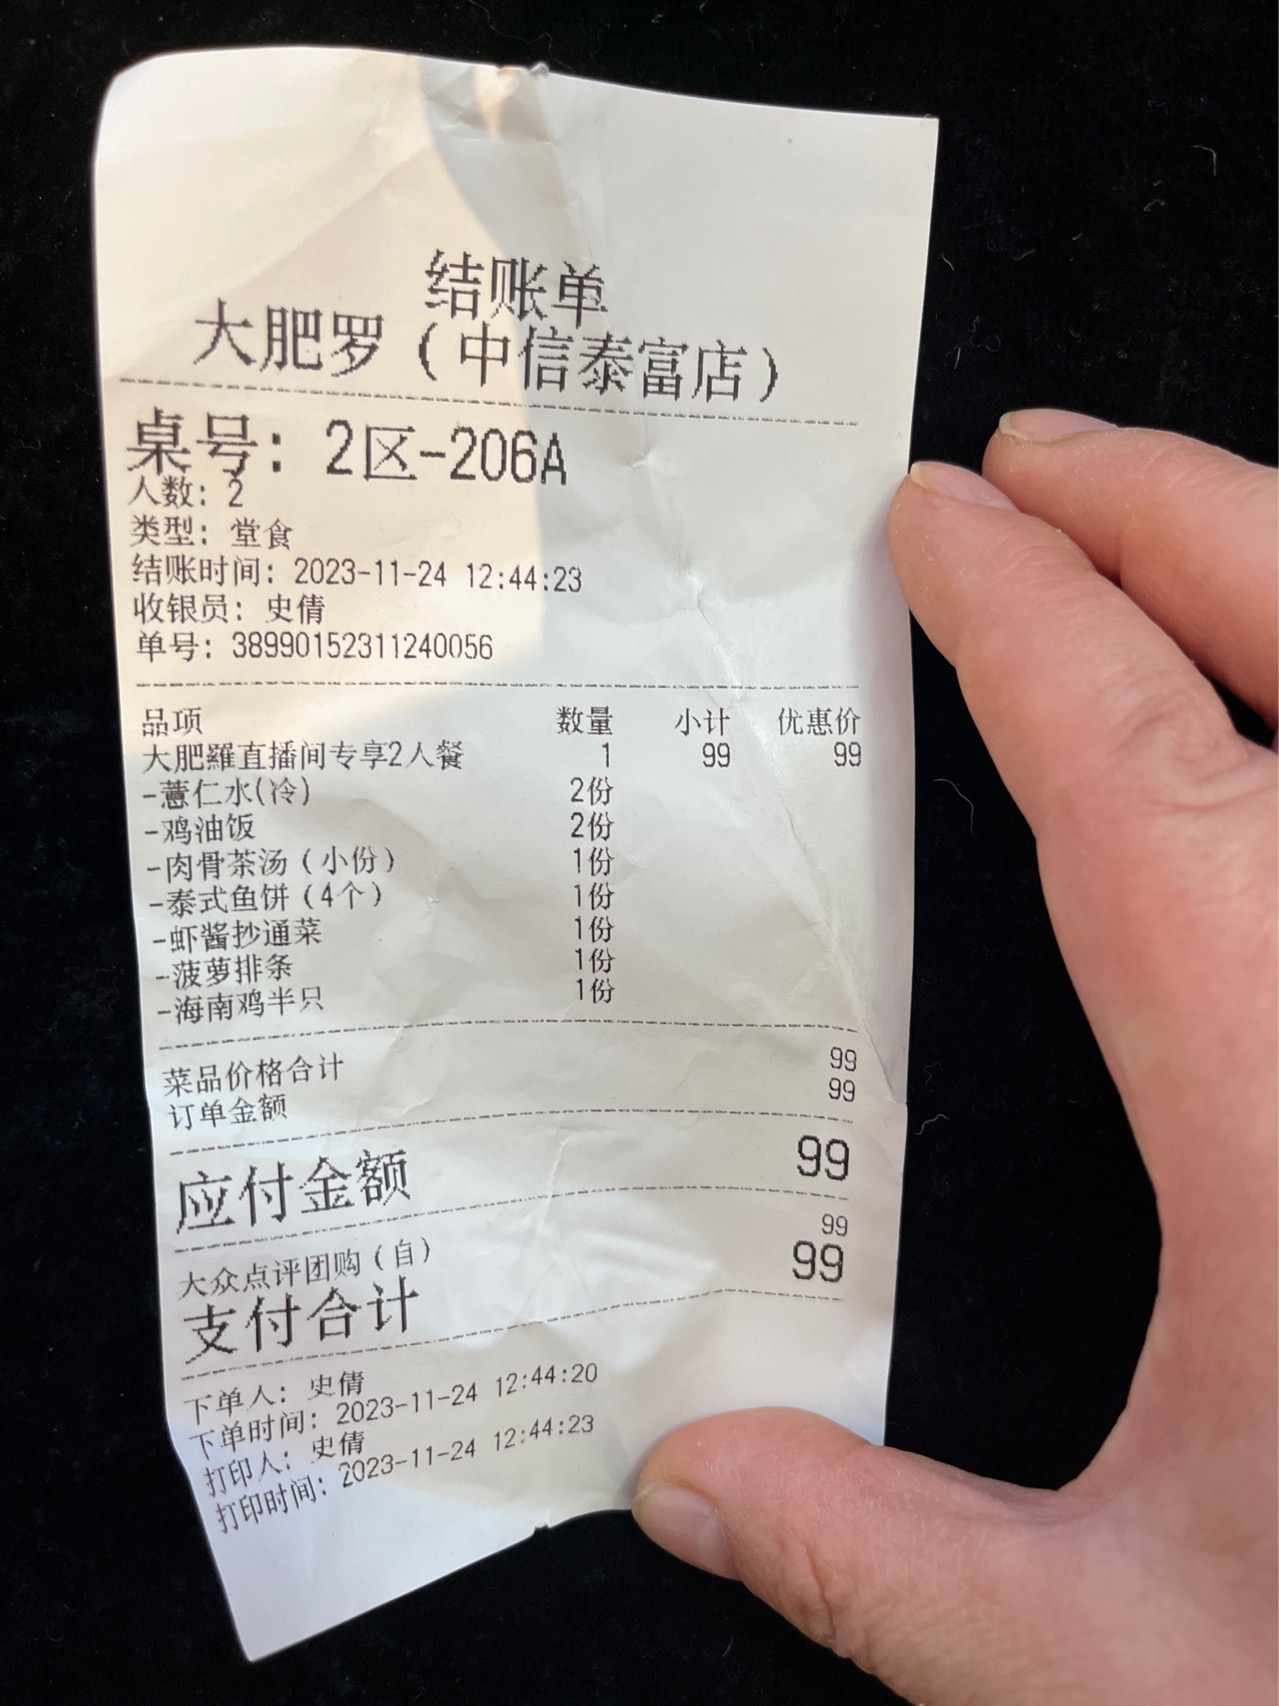 结账单
大肥罗（中信泰富店）
桌号：2区-206A
人数：2
类型：堂食
结账时间：2023-11-24 12:44:23
收银员：史倩
单号：38990152311240056
品项 数量 小计 优惠价
大肥羅直播间专享2人餐 1 99 99
-薏仁水(冷) 2份
-鸡油饭 2份
-肉骨茶汤（小份） 1份
-泰式鱼饼（4个） 1份
-虾酱抄通菜 1份
-菠萝排条 1份
-海南鸡半只 1份
菜品价格合计 99
订单金额 99
应付金额 99
大众点评团购（自） 99
支付合计 99
下单人：史倩
下单时间：2023-11-24 12:44:20
打印人：史倩
打印时间：2023-11-24 12:44:23